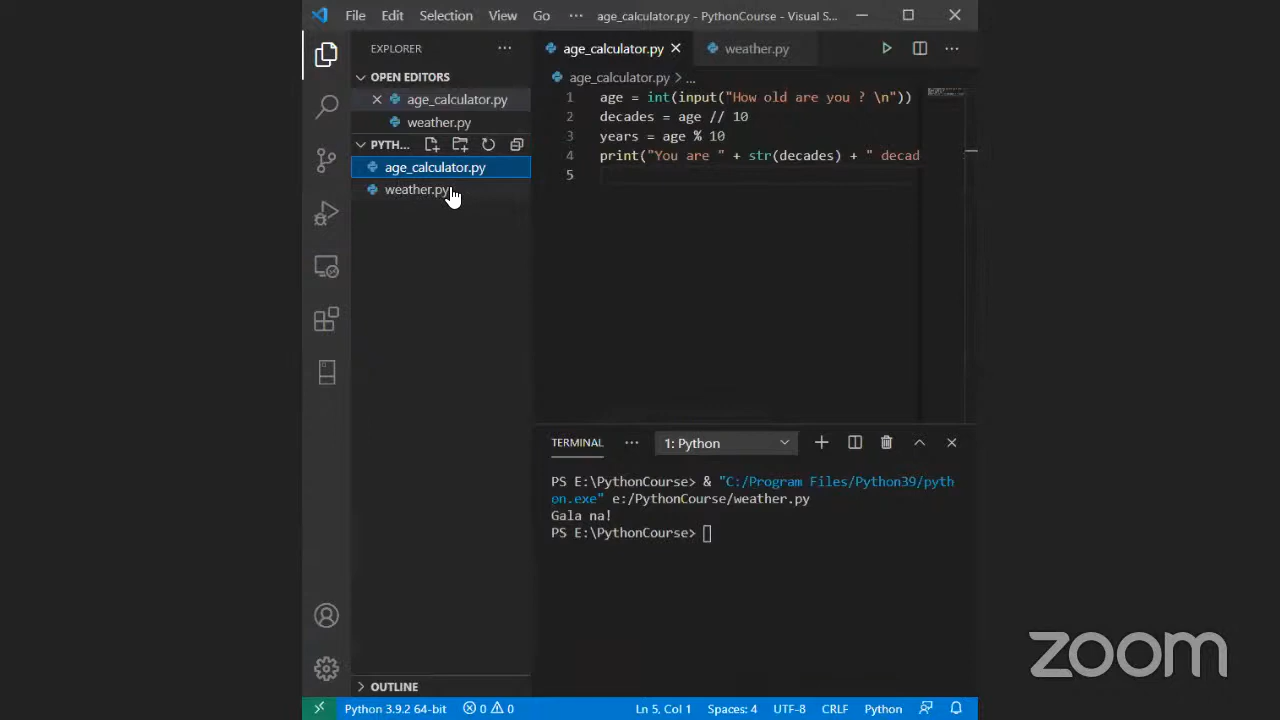 File Edit Selection View Go ··· age_calculator.py - PythonCourse - Visual S...
EXPLORER ···
OPEN EDITORS
age_calculator.py
weather.py
PYTH...
age_calculator.py
weather.py
OUTLINE
age_calculator.py weather.py ···
age_calculator.py > ...
1 age = int(input("How old are you ? \n"))
2 decades = age // 10
3 years = age % 10
4 print("You are " + str(decades) + " decad
5
TERMINAL ··· 1: Python
PS E:\PythonCourse> & "C:/Program Files/Python39/pyth
on.exe" e:/PythonCourse/weather.py
Gala na!
PS E:\PythonCourse>
Python 3.9.2 64-bit 0 0 Ln 5, Col 1 Spaces: 4 UTF-8 CRLF Python
zoom